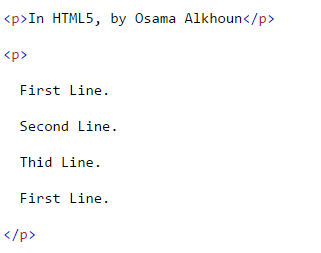 <p>In HTML5, by Osama Alkhoun</p>
<p>
First Line.
Second Line.
Thid Line.
First Line.
</p>